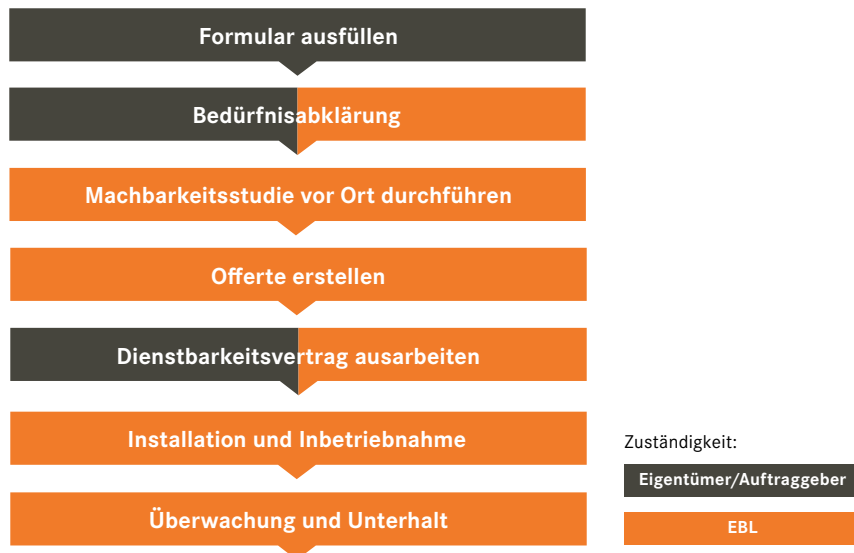 Formular ausfüllen
Bedürfnisabklärung
Machbarkeitsstudie vor Ort durchführen
Offerte erstellen
Dienstbarkeitsvertrag ausarbeiten
Installation und Inbetriebnahme
Überwachung und Unterhalt
Zuständigkeit:
Eigentümer/Auftraggeber
EBL